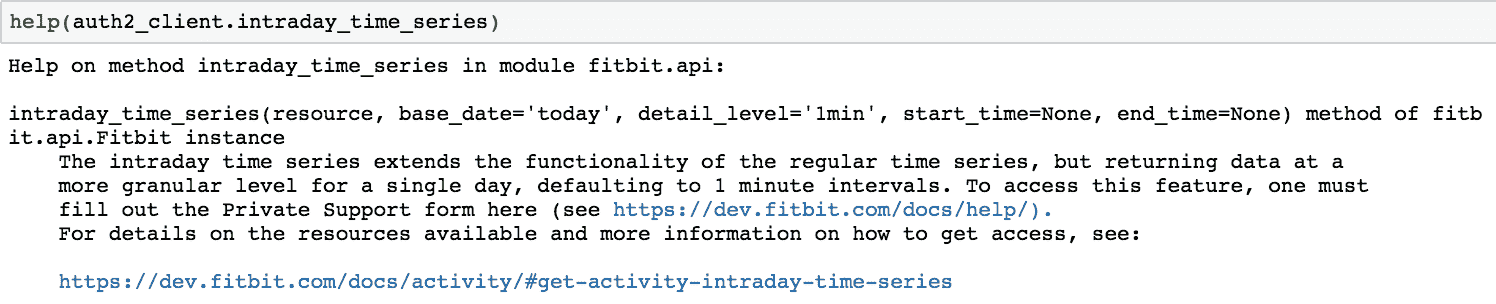 help(auth2_client.intraday_time_series)
Help on method intraday_time_series in module fitbit.api:
intraday_time_series(resource, base_date='today', detail_level='1min', start_time=None, end_time=None) method of fitb
it.api.Fitbit instance
The intraday time series extends the functionality of the regular time series, but returning data at a
more granular level for a single day, defaulting to 1 minute intervals. To access this feature, one must
fill out the Private Support form here (see https://dev.fitbit.com/docs/help/).
For details on the resources available and more information on how to get access, see:
https://dev.fitbit.com/docs/activity/#get-activity-intraday-time-series